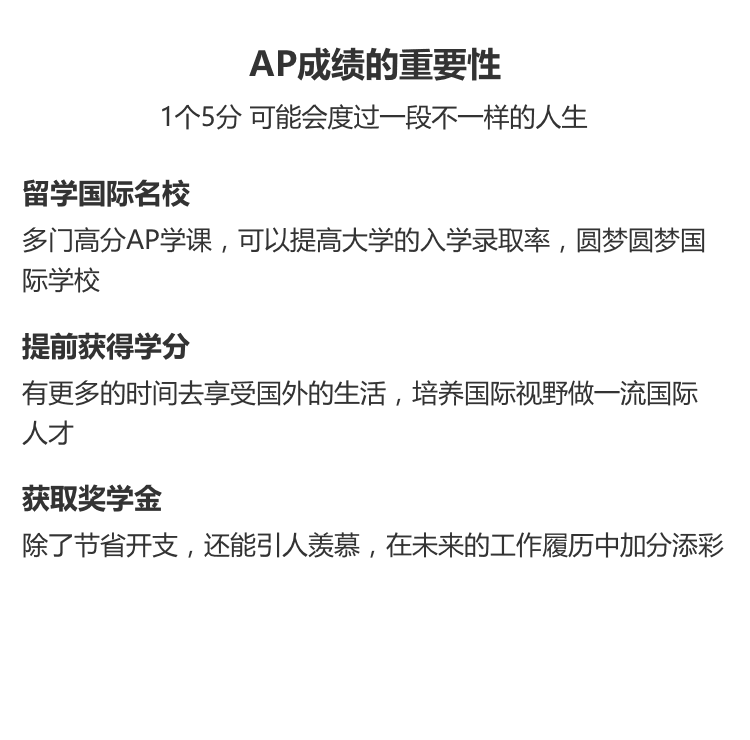 AP成绩的重要性
1个5分 可能会度过一段不一样的人生
留学国际名校
多门高分AP学课，可以提高大学的入学录取率，圆梦圆梦国
际学校
提前获得学分
有更多的时间去享受国外的生活，培养国际视野做一流国际
人才
获取奖学金
除了节省开支，还能引人羡慕，在未来的工作履历中加分添彩